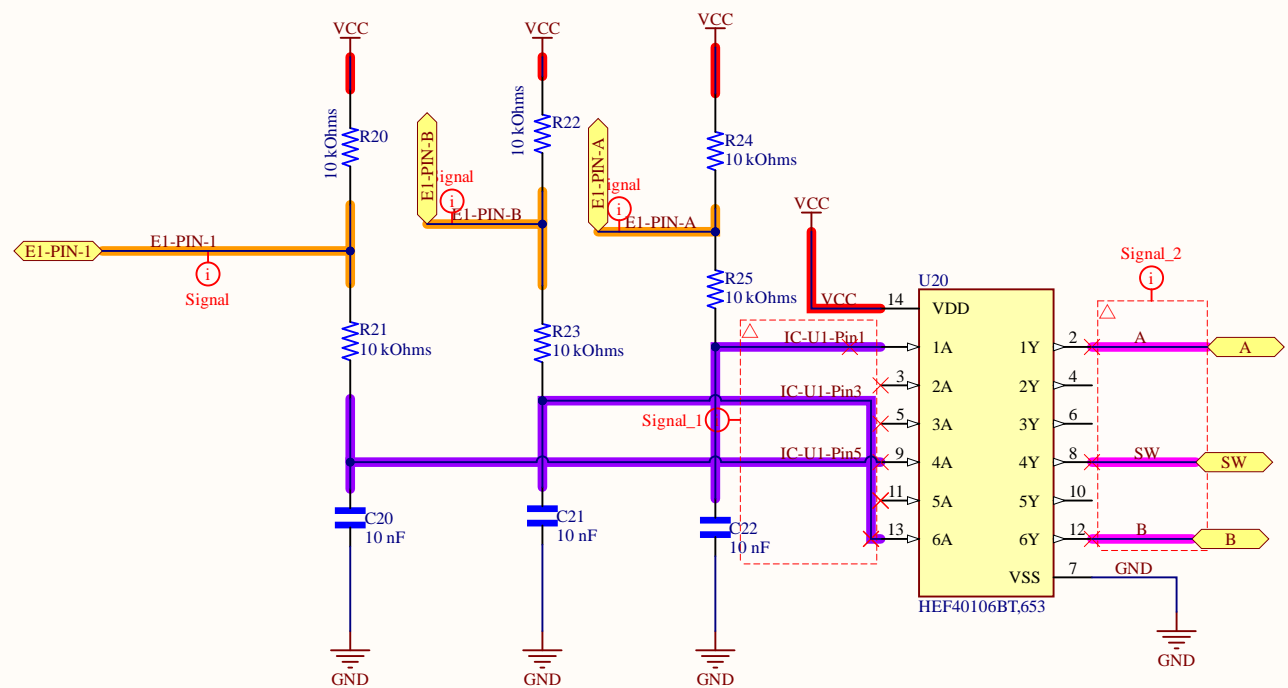 VCC
VCC
VCC
R20
10 kOhms
R22
10 kOhms
R24
10 kOhms
E1-PIN-B
Signal
E1-PIN-B
E1-PIN-A
Signal
E1-PIN-A
VCC
E1-PIN-1
E1-PIN-1
i
Signal
i
i
R25
10 kOhms
Signal_2
i
R21
10 kOhms
R23
10 kOhms
VCC
U20
14
VDD
IC-U1-Pin1
1A
1Y
2
A
A
3
2A
2Y
4
IC-U1-Pin3
Signal_1
5
3A
3Y
6
IC-U1-Pin5
9
4A
4Y
8
SW
SW
11
5A
5Y
10
13
6A
6Y
12
B
B
VSS
7
GND
HEF40106BT,653
C20
10 nF
C21
10 nF
C22
10 nF
GND
GND
GND
GND